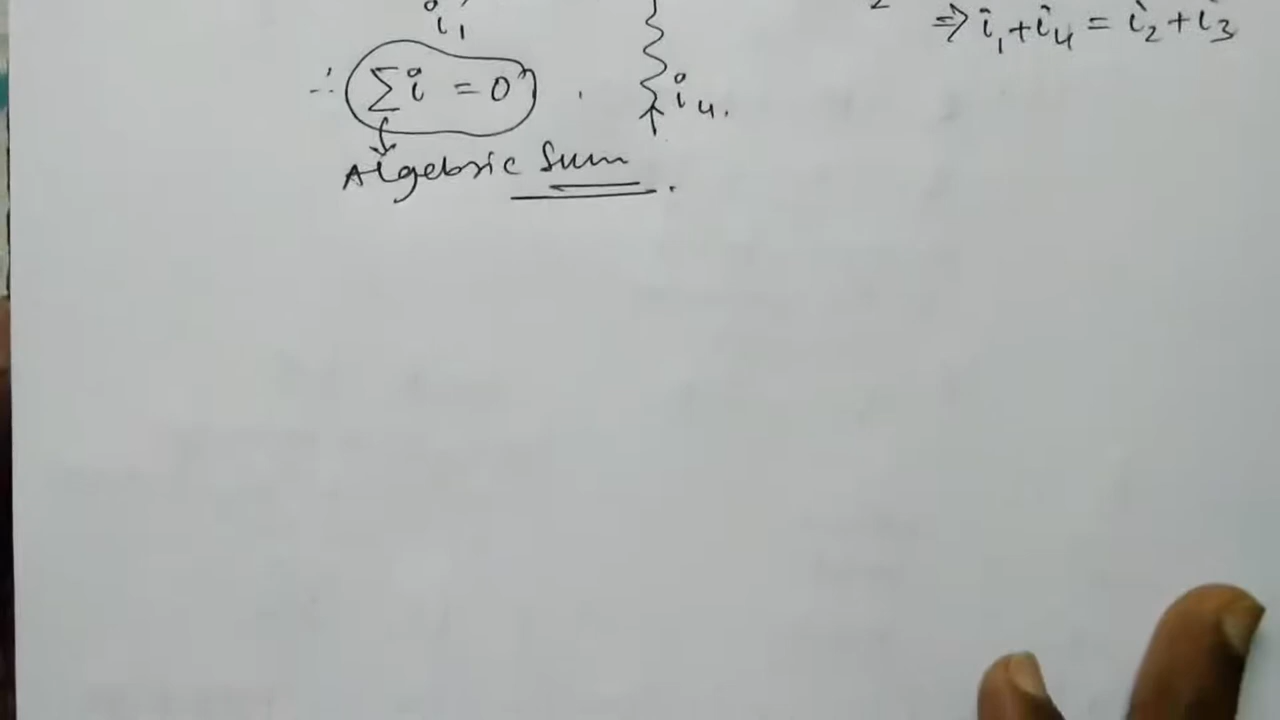 i₁
⇒ i₁+i₄ = i₂+i₃
∴ Σi = 0
i₄.
Algebric Sum.